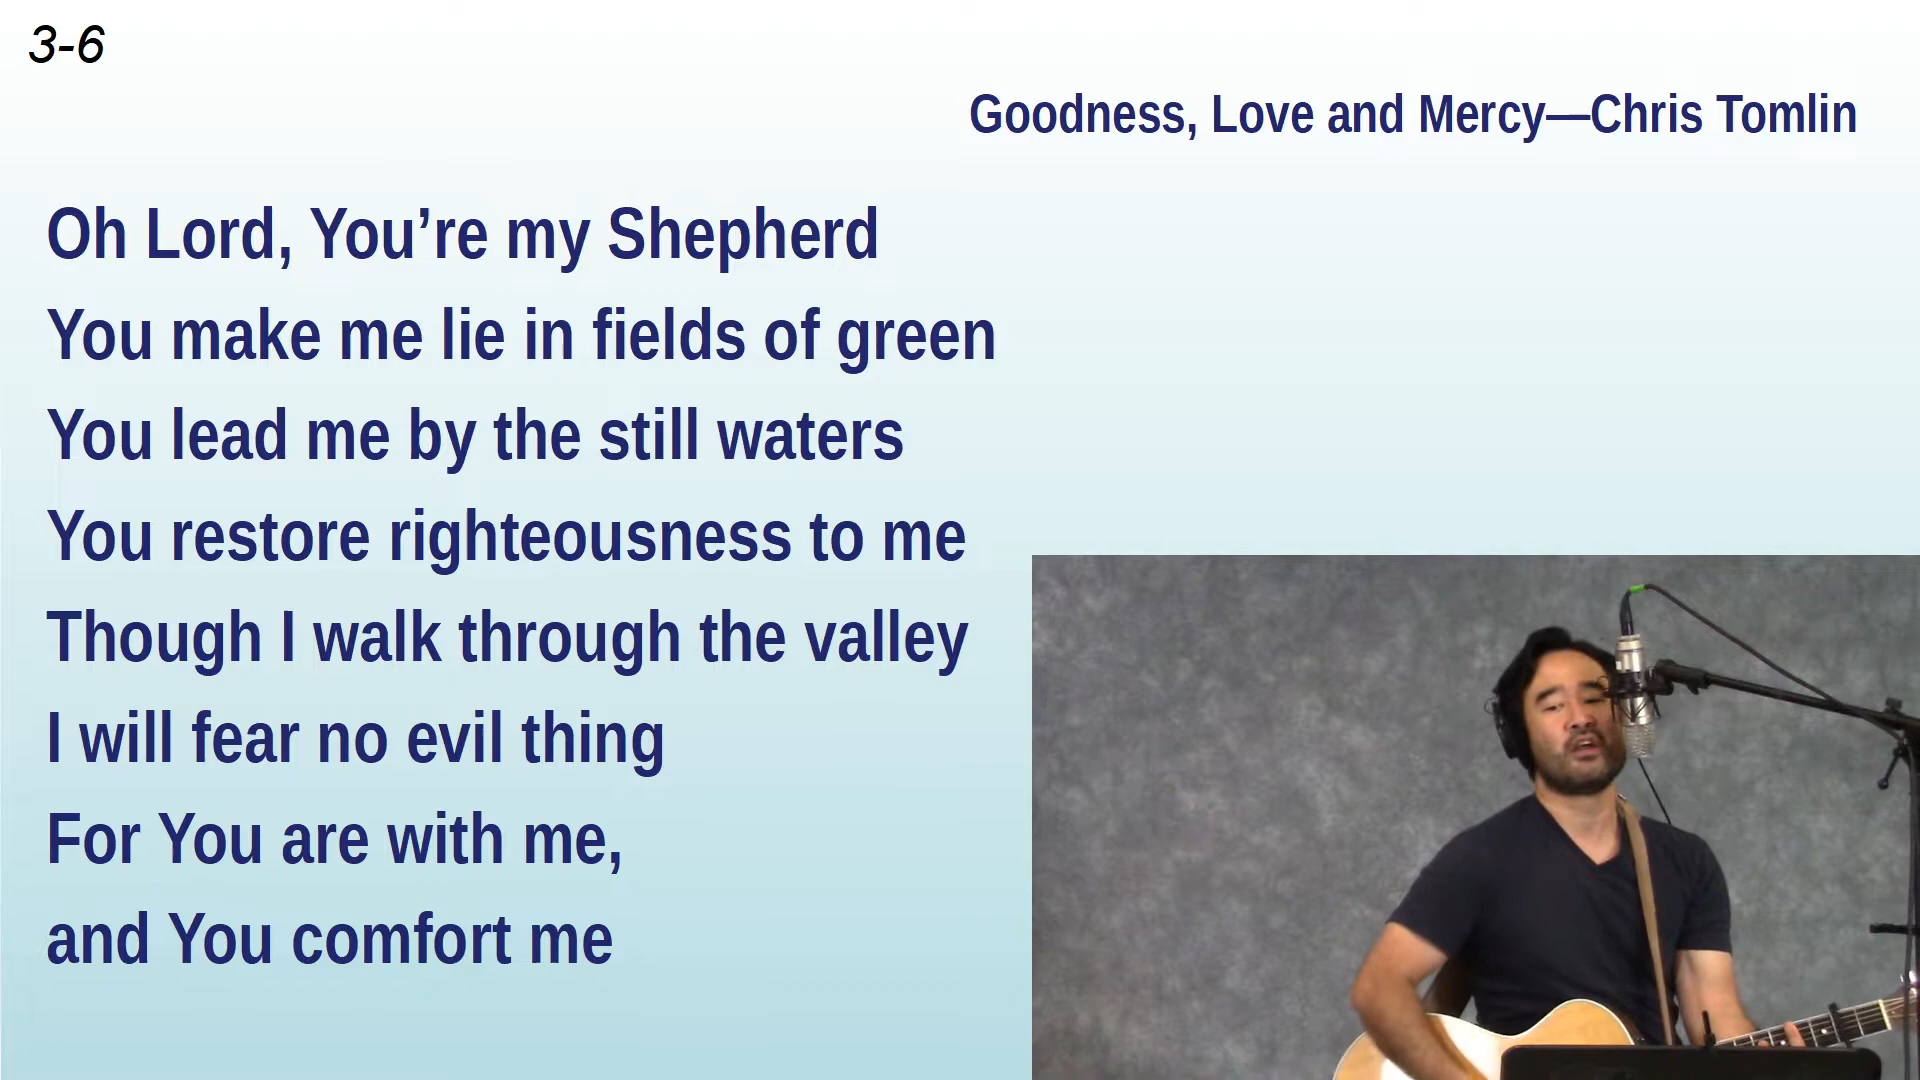 3-6
Goodness, Love and Mercy—Chris Tomlin
Oh Lord, You’re my Shepherd
You make me lie in fields of green
You lead me by the still waters
You restore righteousness to me
Though I walk through the valley
I will fear no evil thing
For You are with me,
and You comfort me